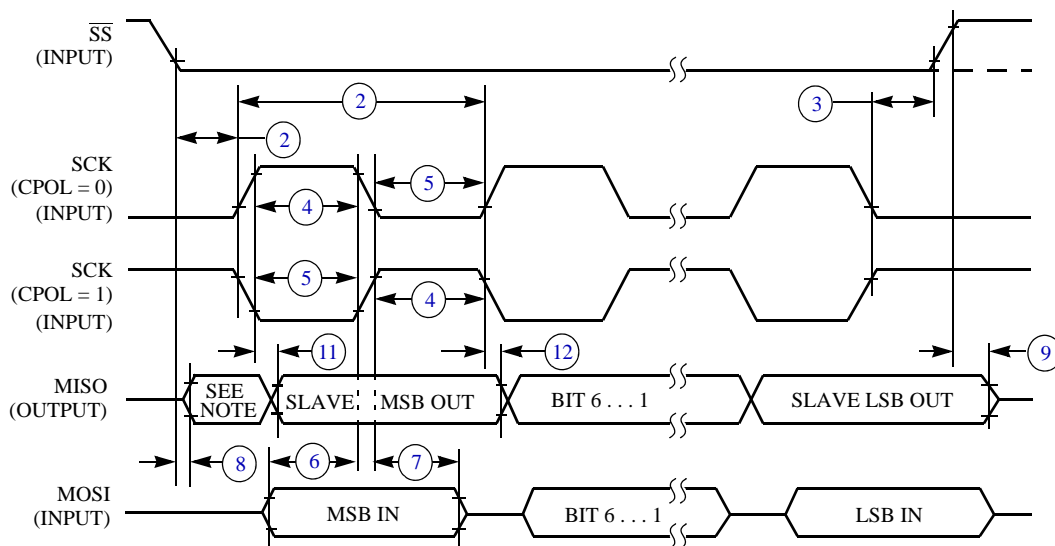 SS
(INPUT)
2
3
2
SCK
(CPOL = 0)
(INPUT)
5
4
SCK
(CPOL = 1)
(INPUT)
5
4
11
12
9
MISO
(OUTPUT)
SEE
NOTE
SLAVE
MSB OUT
BIT 6 . . . 1
SLAVE LSB OUT
8
6
7
MOSI
(INPUT)
MSB IN
BIT 6 . . . 1
LSB IN